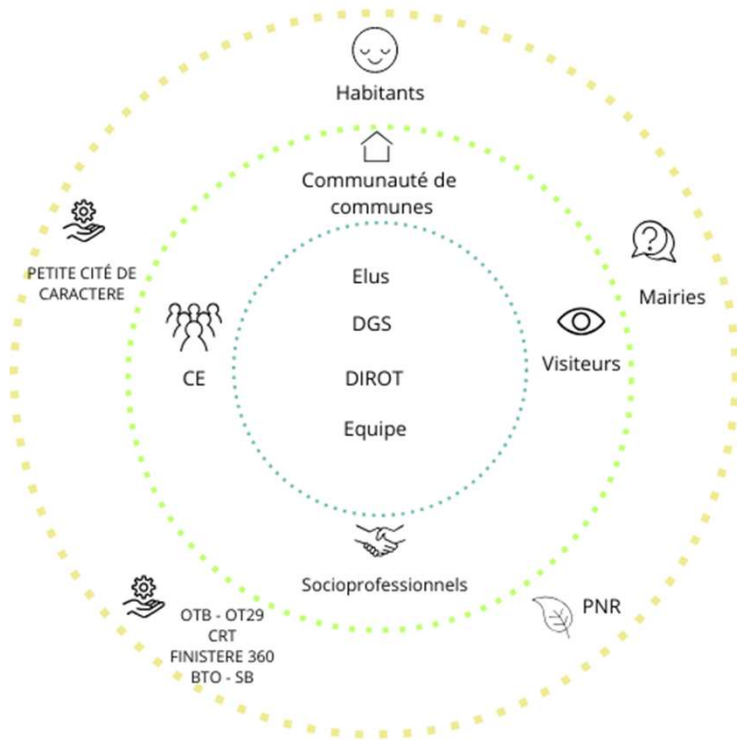 Habitants
Communauté de
communes
PETITE CITÉ DE
CARACTERE
Elus
DGS
DIROT
Equipe
CE
Mairies
Visiteurs
Socioprofessionnels
OTB - OT29
CRT
FINISTERE 360
BTO - SB
PNR